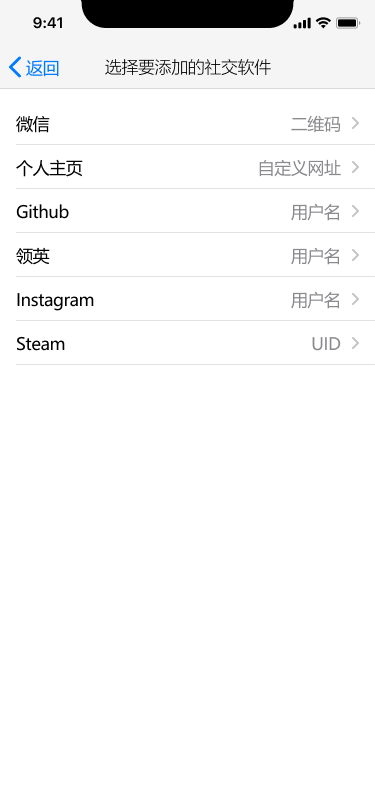 9:41
返回 选择要添加的社交软件
微信 二维码
个人主页 自定义网址
Github 用户名
领英 用户名
Instagram 用户名
Steam UID